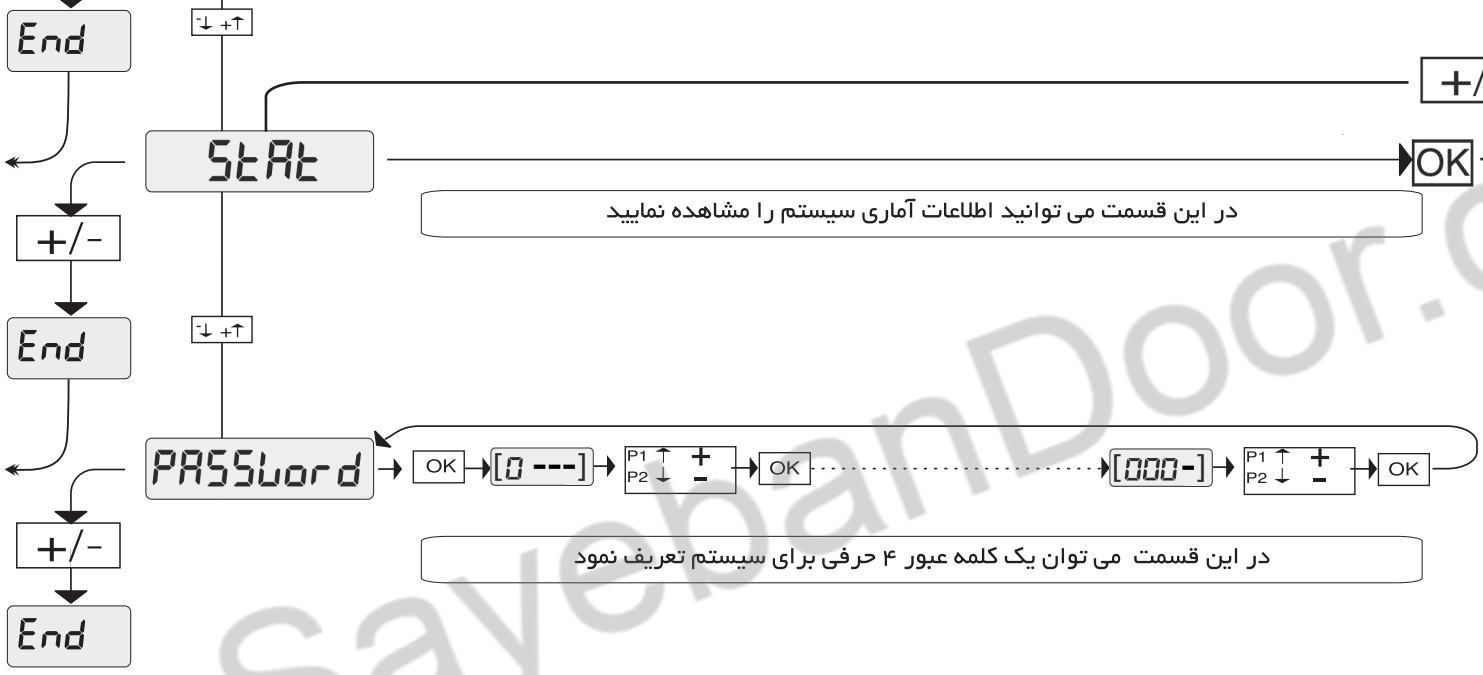 End
-↓ +↑
+/
StAt
OK
در این قسمت می توانید اطلاعات آماری سیستم را مشاهده نمایید
+/-
End
-↓ +↑
PASSword
OK
[0 ---]
P1 ↑ +
P2 ↓ -
OK
[000-]
P1 ↑ +
P2 ↓ -
OK
در این قسمت می توان یک کلمه عبور ۴ حرفی برای سیستم تعریف نمود
+/-
End
SayebanDoor.